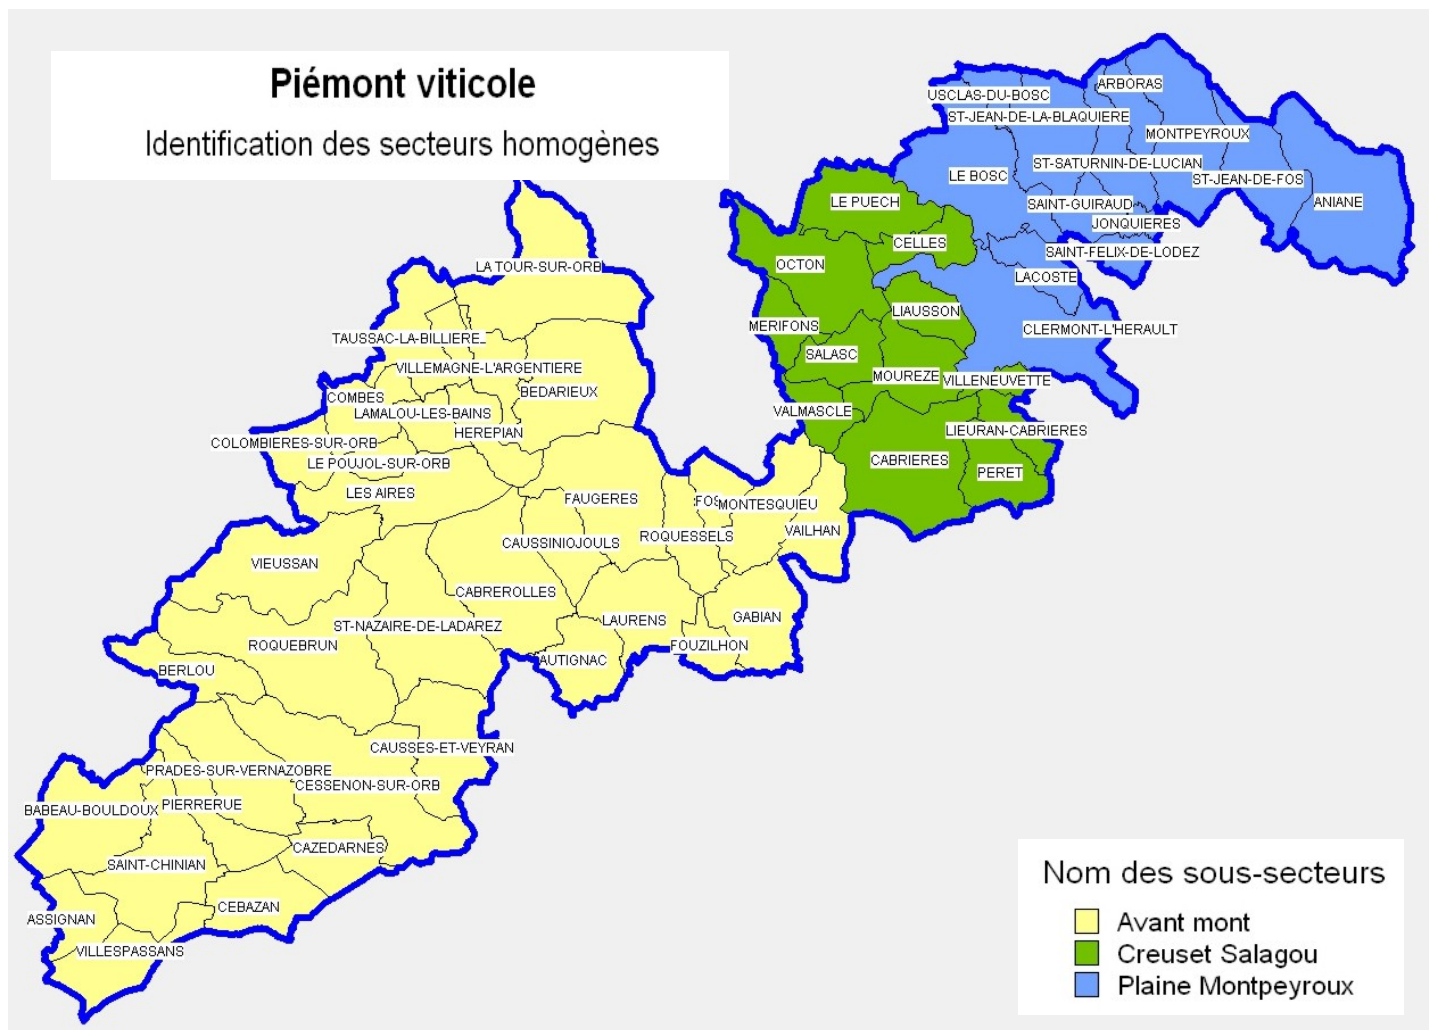 Piémont viticole
Identification des secteurs homogènes
USCLAS-DU-BOSC
ARBORAS
ST-JEAN-DE-LA-BLAQUIERE
MONTPEYROUX
ST-SATURNIN-DE-LUCIAN
LE BOSC
ST-JEAN-DE-FOS
ANIANE
SAINT-GUIRAUD
LE PUECH
JONQUIERES
CELLES
SAINT-FELIX-DE-LODEZ
OCTON
LACOSTE
LA TOUR-SUR-ORB
LIAUSSON
MERIFONS
CLERMONT-L'HERAULT
TAUSSAC-LA-BILLIERE
SALASC
VILLEMAGNE-L'ARGENTIERE
MOUREZE
VILLENEUVETTE
BEDARIEUX
COMBES
LAMALOU-LES-BAINS
VALMASCLE
HEREPIAN
LIEURAN-CABRIERES
COLOMBIERES-SUR-ORB
LE POUJOL-SUR-ORB
CABRIERES
PERET
LES AIRES
FAUGERES
FOS
MONTESQUIEU
VAILHAN
ROQUESSELS
CAUSSINIOJOULS
VIEUSSAN
CABREROLLES
GABIAN
LAURENS
ST-NAZAIRE-DE-LADAREZ
ROQUEBRUN
FOUZILHON
AUTIGNAC
BERLOU
CAUSSES-ET-VEYRAN
PRADES-SUR-VERNAZOBRE
CESSENON-SUR-ORB
BABEAU-BOULDOUX
PIERRERUE
CAZEDARNES
SAINT-CHINIAN
CEBAZAN
ASSIGNAN
VILLESPASSANS
Nom des sous-secteurs
Avant mont
Creuset Salagou
Plaine Montpeyroux